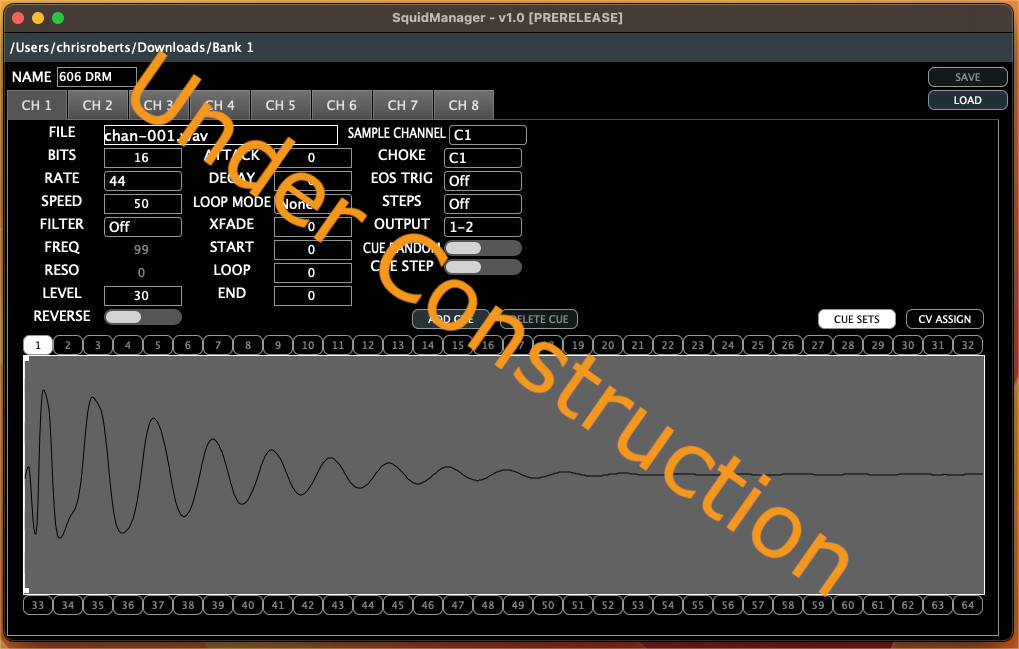 SquidManager - v1.0 [PRERELEASE]
/Users/chrisroberts/Downloads/Bank 1
NAME 606 DRM SAVE
LOAD
CH 1 CH 2 CH 3 CH 4 CH 5 CH 6 CH 7 CH 8
FILE chan-001.wav SAMPLE CHANNEL C1
BITS 16 ATTACK 0 CHOKE C1
RATE 44 DECAY 0 EOS TRIG Off
SPEED 50 LOOP MODE None STEPS Off
FILTER Off XFADE 0 OUTPUT 1-2
FREQ 99 START 0 CUE RANDOM
RESO 0 LOOP 0 CUE STEP
LEVEL 30 END 0
REVERSE ADD CUE DELETE CUE CUE SETS CV ASSIGN
1 2 3 4 5 6 7 8 9 10 11 12 13 14 15 16 17 18 19 20 21 22 23 24 25 26 27 28 29 30 31 32
33 34 35 36 37 38 39 40 41 42 43 44 45 46 47 48 49 50 51 52 53 54 55 56 57 58 59 60 61 62 63 64
Under Construction